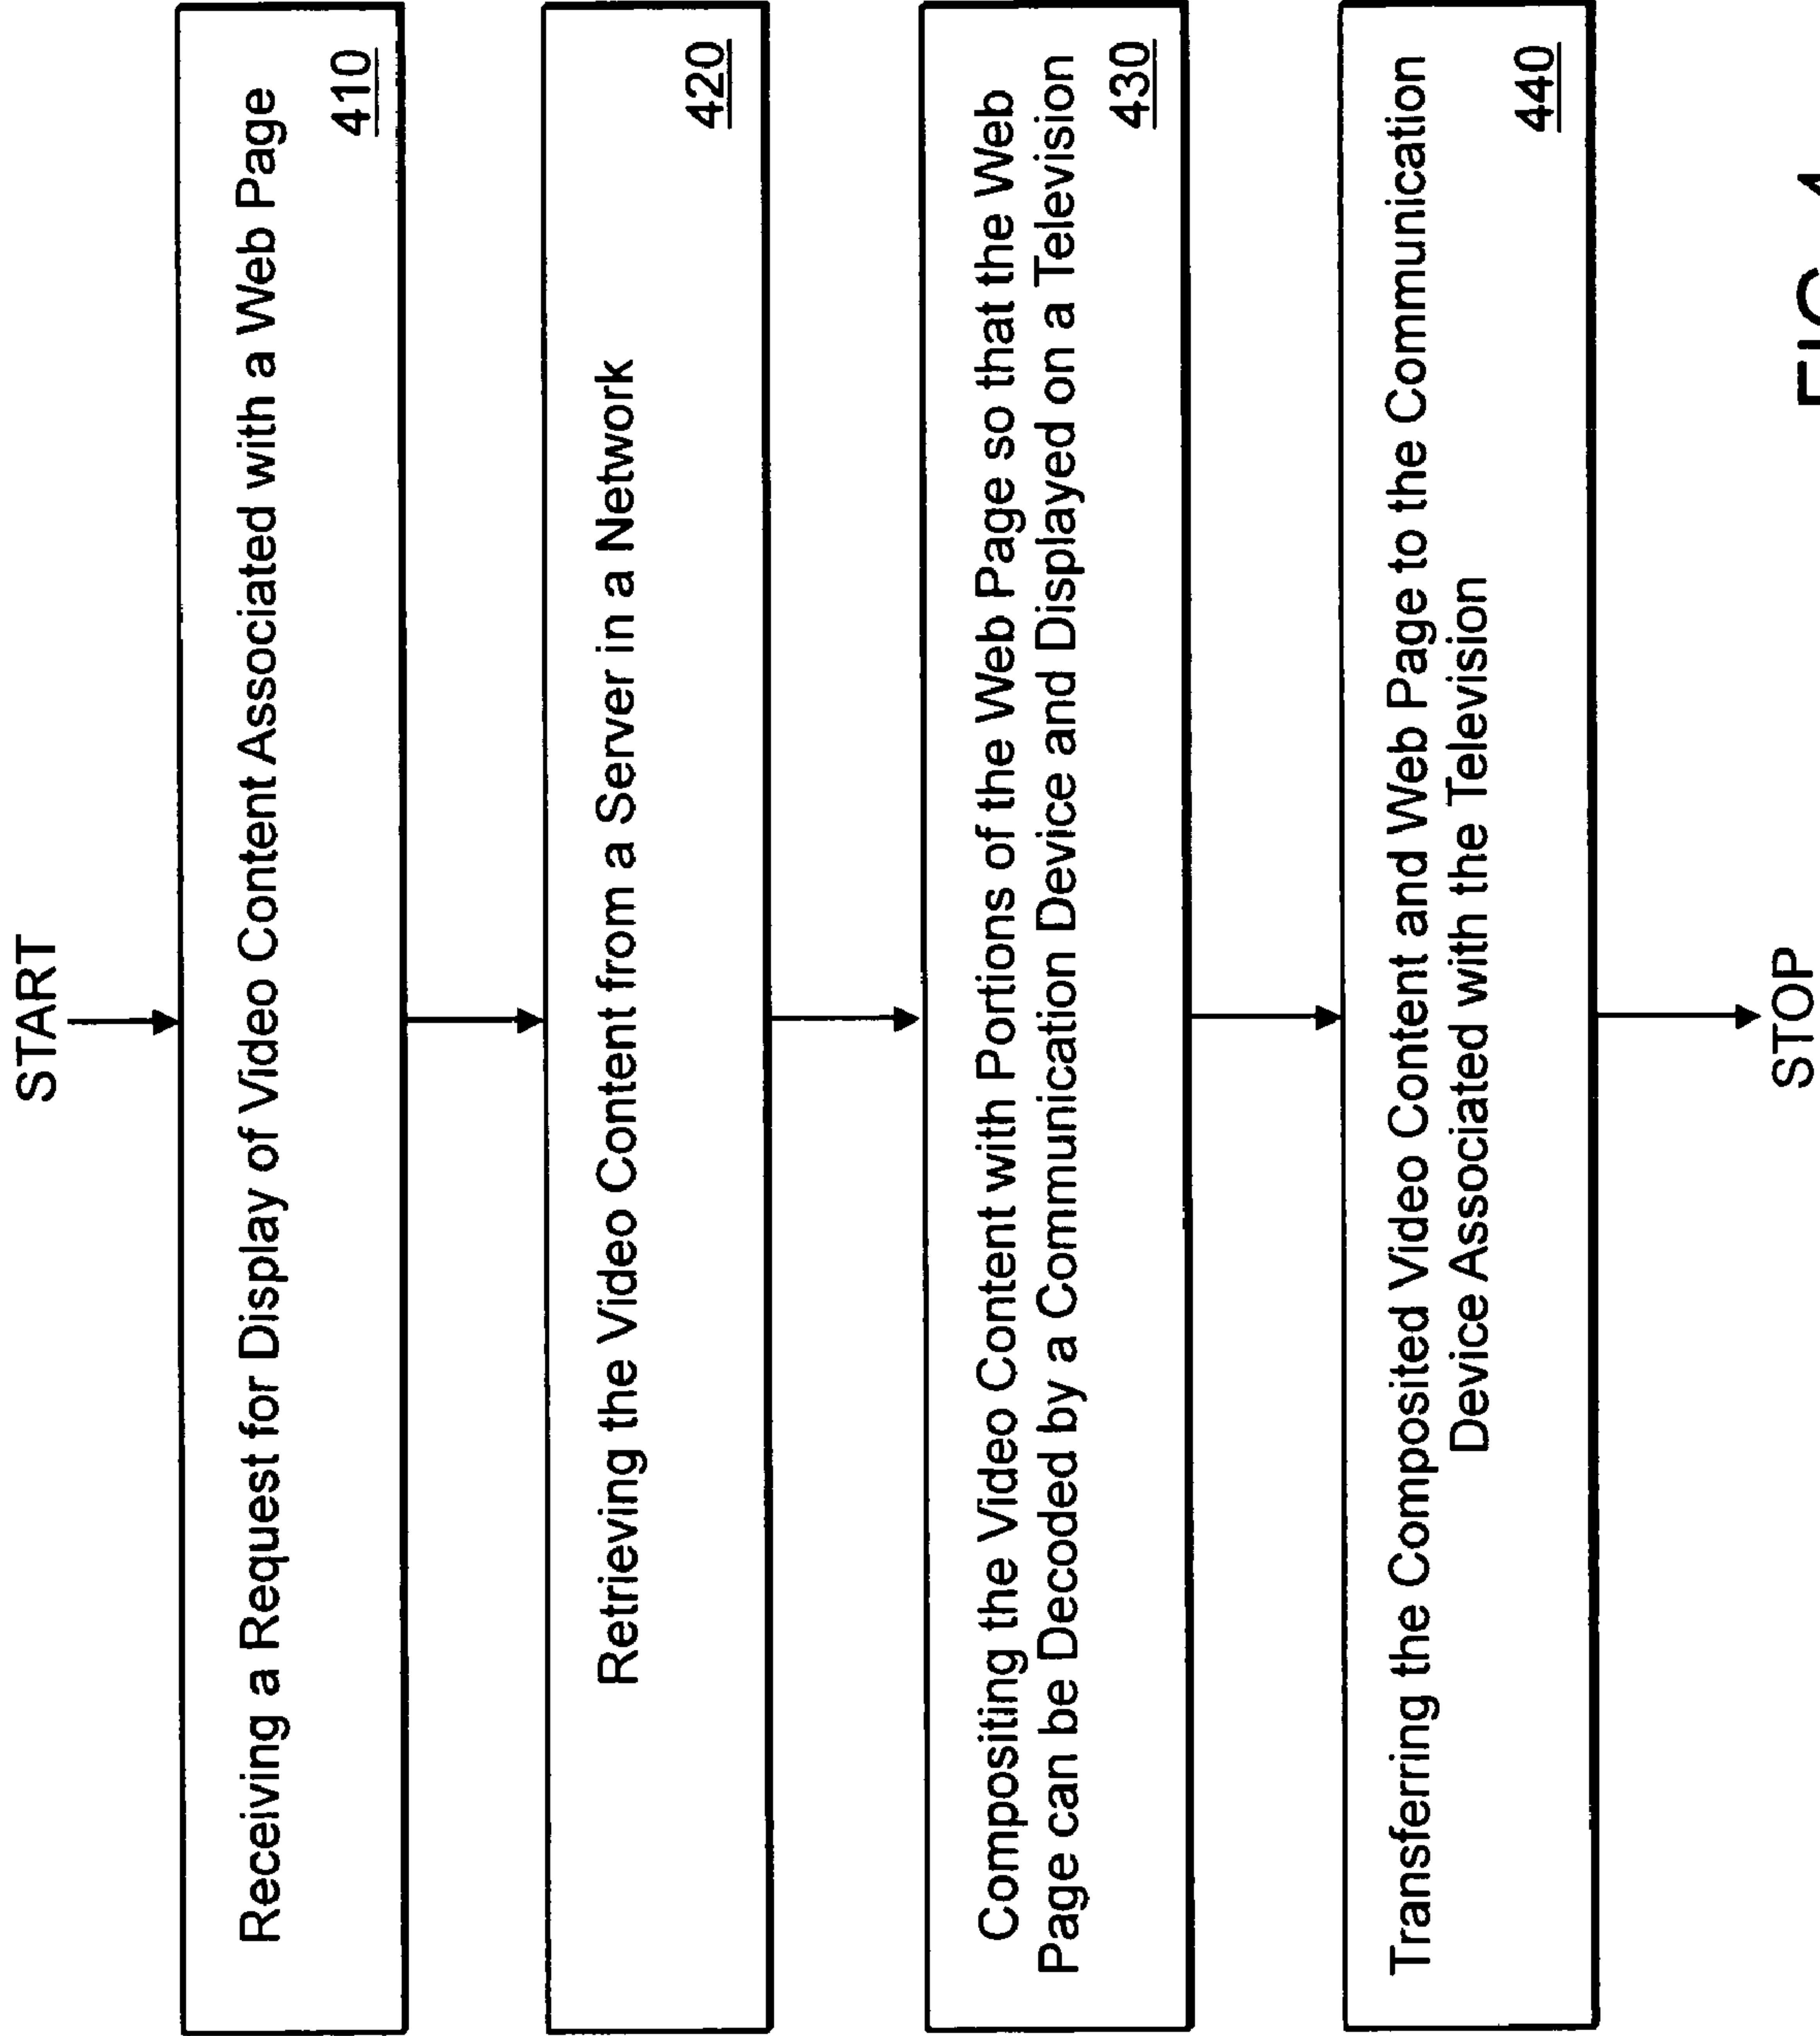 START
Receiving a Request for Display of Video Content Associated with a Web Page
410
Retrieving the Video Content from a Server in a Network
420
Compositing the Video Content with Portions of the Web Page so that the Web
Page can be Decoded by a Communication Device and Displayed on a Television
430
Transferring the Composited Video Content and Web Page to the Communication
Device Associated with the Television
440
STOP